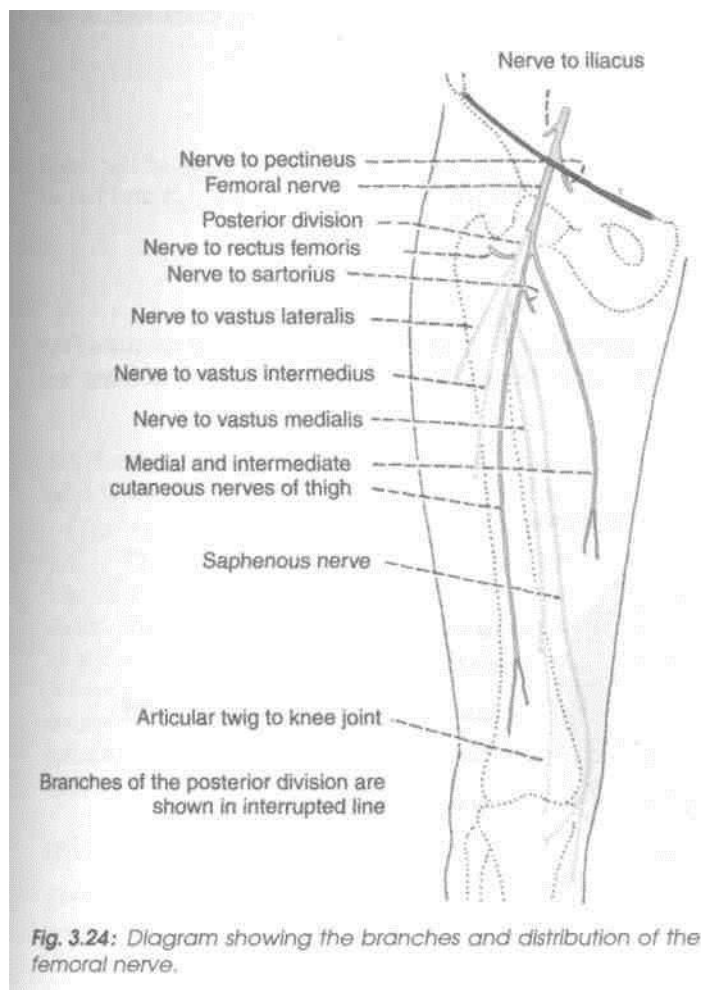 Nerve to iliacus
Nerve to pectineus
Femoral nerve
Posterior division
Nerve to rectus femoris
Nerve to sartorius
Nerve to vastus lateralis
Nerve to vastus intermedius
Nerve to vastus medialis
Medial and intermediate
cutaneous nerves of thigh
Saphenous nerve
Articular twig to knee joint
Branches of the posterior division are
shown in interrupted line
Fig. 3.24: Diagram showing the branches and distribution of the
femoral nerve.